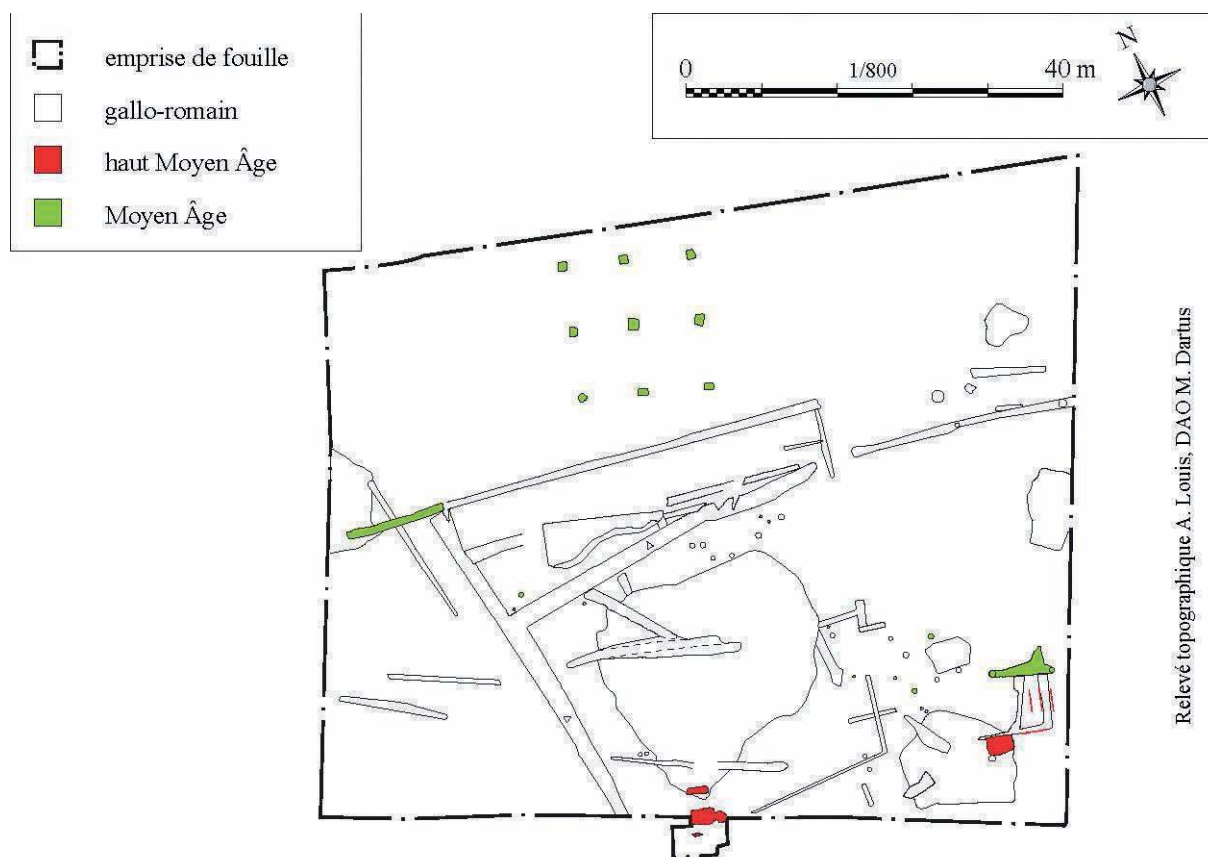 emprise de fouille
gallo-romain
haut Moyen Âge
Moyen Âge
0 1/800 40 m
N
Relevé topographique A. Louis, DAO M. Dartus